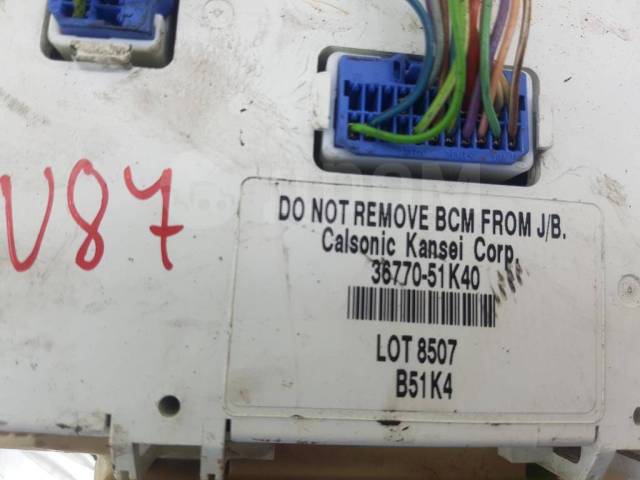 V87
DO NOT REMOVE BCM FROM J/B.
Calsonic Kansei Corp.
36770-51K40
LOT 8507
B51K4